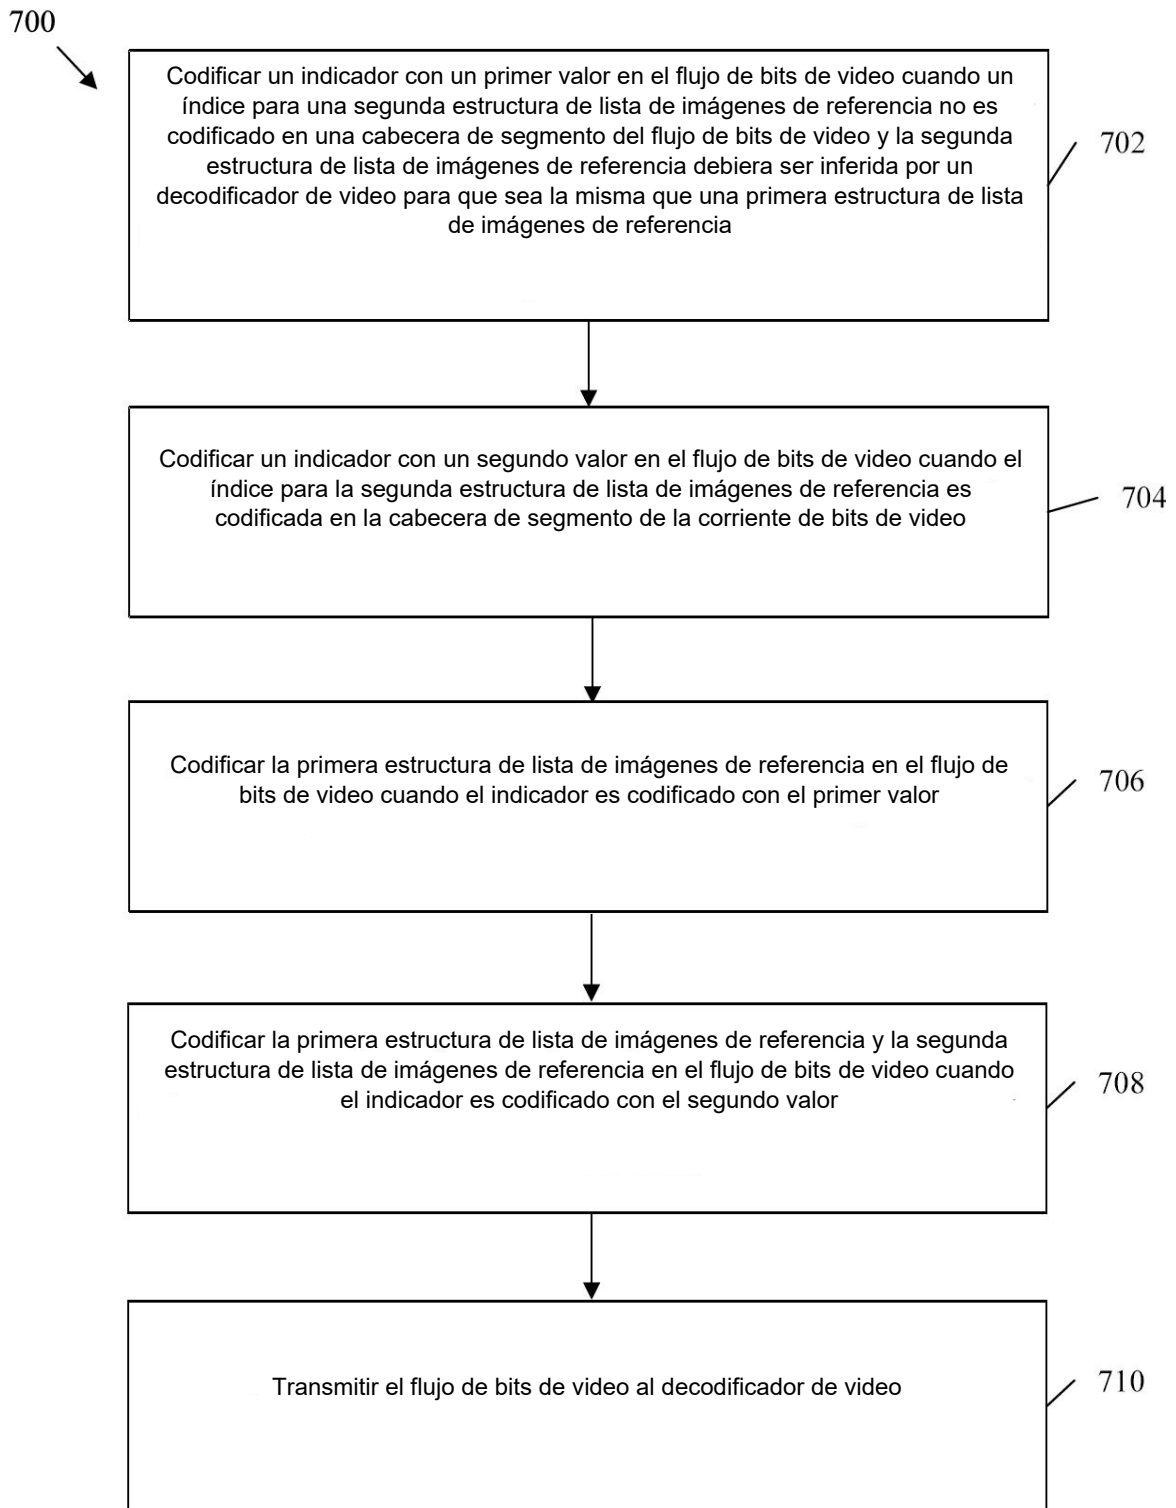 700
Codificar un indicador con un primer valor en el flujo de bits de video cuando un
índice para una segunda estructura de lista de imágenes de referencia no es
codificado en una cabecera de segmento del flujo de bits de video y la segunda
estructura de lista de imágenes de referencia debiera ser inferida por un
decodificador de video para que sea la misma que una primera estructura de lista
de imágenes de referencia
702
Codificar un indicador con un segundo valor en el flujo de bits de video cuando el
índice para la segunda estructura de lista de imágenes de referencia es
codificada en la cabecera de segmento de la corriente de bits de video
704
Codificar la primera estructura de lista de imágenes de referencia en el flujo de
bits de video cuando el indicador es codificado con el primer valor
706
Codificar la primera estructura de lista de imágenes de referencia y la segunda
estructura de lista de imágenes de referencia en el flujo de bits de video cuando
el indicador es codificado con el segundo valor
708
Transmitir el flujo de bits de video al decodificador de video
710